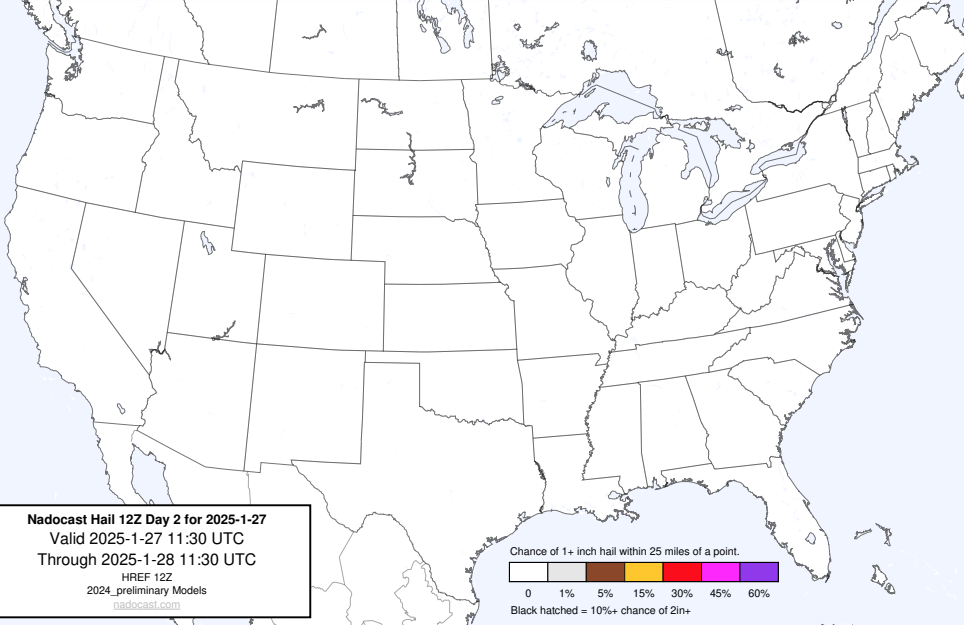 Nadocast Hail 12Z Day 2 for 2025-1-27
Valid 2025-1-27 11:30 UTC
Through 2025-1-28 11:30 UTC
HREF 12Z
2024_preliminary Models
nadocast.com
Chance of 1+ inch hail within 25 miles of a point.
0 1% 5% 15% 30% 45% 60%
Black hatched = 10%+ chance of 2in+